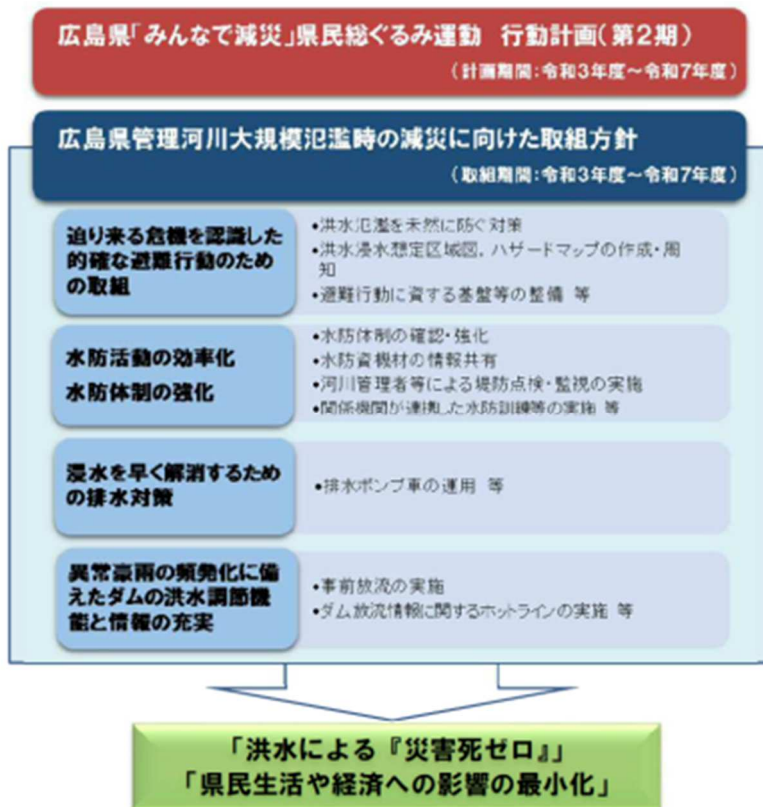 広島県「みんなで減災」県民総ぐるみ運動 行動計画(第2期)
(計画期間:令和3年度～令和7年度)
広島県管理河川大規模氾濫時の減災に向けた取組方針
(取組期間:令和3年度～令和7年度)
迫り来る危機を認識した
的確な避難行動のため
の取組
•洪水氾濫を未然に防ぐ対策
•洪水浸水想定区域図，ハザードマップの作成・周
知
•避難行動に資する基盤等の整備 等
水防活動の効率化
水防体制の強化
•水防体制の確認・強化
•水防資機材の情報共有
•河川管理者等による堤防点検・監視の実施
•関係機関が連携した水防訓練等の実施 等
浸水を早く解消するため
の排水対策
•排水ポンプ車の運用 等
異常豪雨の頻発化に備
えたダムの洪水調節機
能と情報の充実
•事前放流の実施
•ダム放流情報に関するホットラインの実施 等
「洪水による『災害死ゼロ』」
「県民生活や経済への影響の最小化」